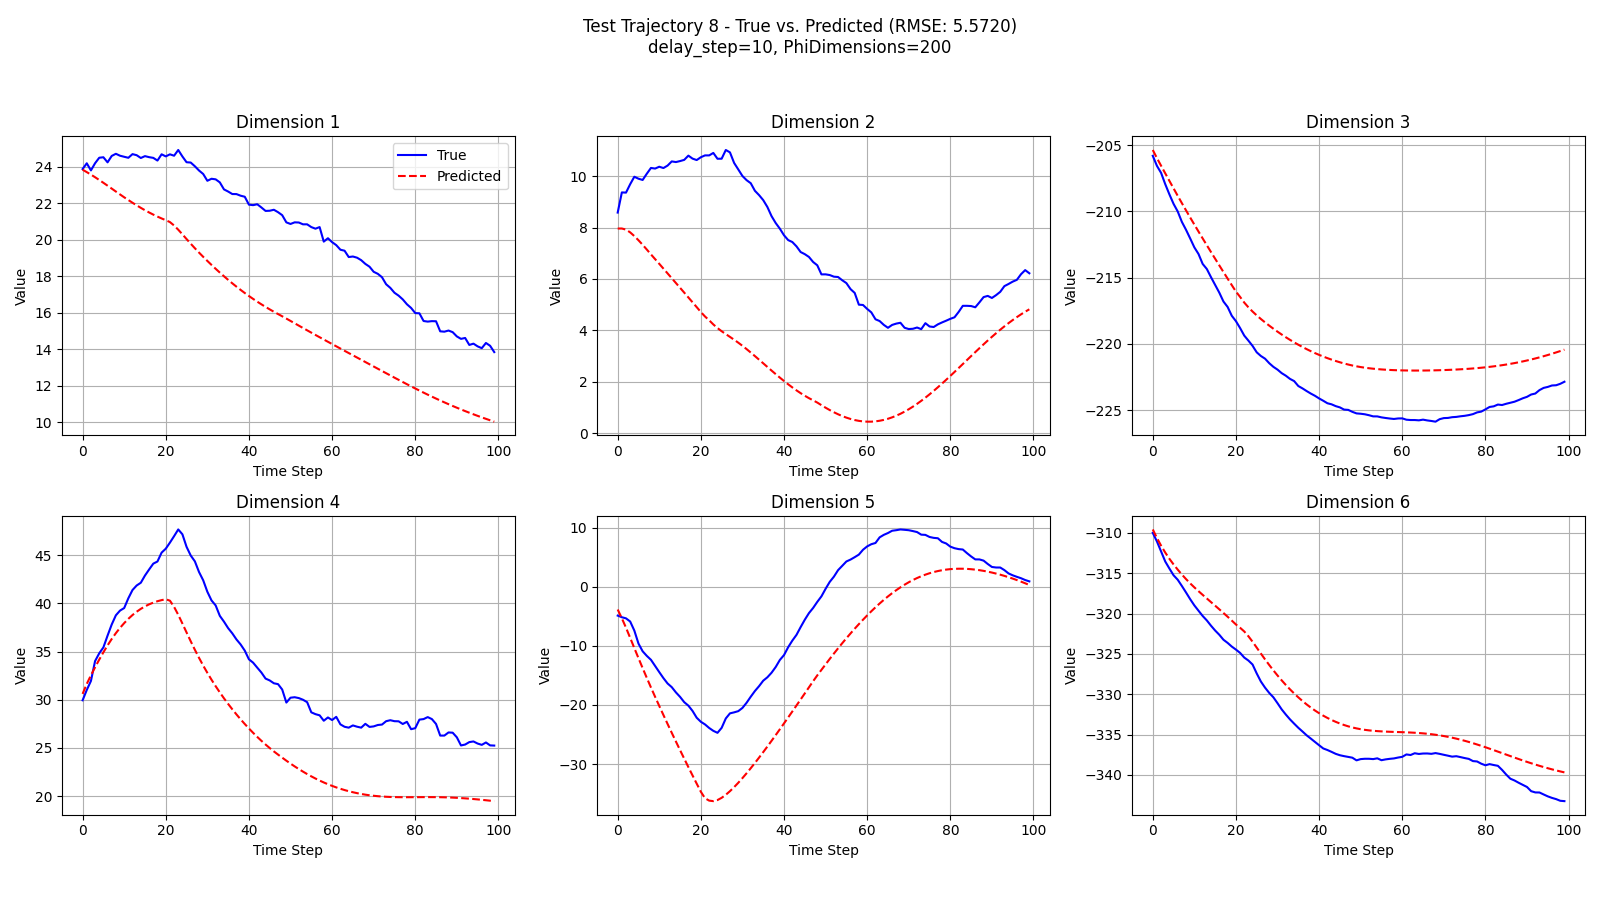 Test Trajectory 8 - True vs. Predicted (RMSE: 5.5720)
delay_step=10, PhiDimensions=200
Dimension 1
Value
24
22
20
18
16
14
12
10
0 20 40 60 80 100
Time Step
True
Predicted
Dimension 2
Value
10
8
6
4
2
0
0 20 40 60 80 100
Time Step
Dimension 3
Value
−205
−210
−215
−220
−225
0 20 40 60 80 100
Time Step
Dimension 4
Value
45
40
35
30
25
20
0 20 40 60 80 100
Time Step
Dimension 5
Value
10
0
−10
−20
−30
0 20 40 60 80 100
Time Step
Dimension 6
Value
−310
−315
−320
−325
−330
−335
−340
0 20 40 60 80 100
Time Step